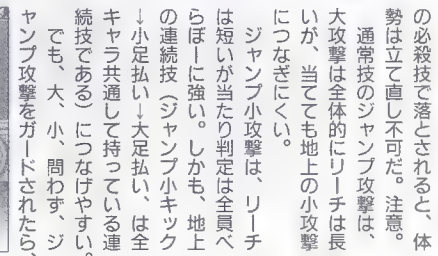 の必殺技で落とされると、体
勢は立て直し不可だ。注意。
通常技のジャンプ攻撃は、
大攻撃は全体的にリーチは長
いが、当てても地上の小攻撃
につなぎにくい。
ジャンプ小攻撃は、リーチ
は短いが当たり判定は全員べ
らぼーに強い。しかも、地上
の連続技（ジャンプ小キック
→小足払い→大足払い、は全
キャラ共通して持っている連
続技である）につなげやすい。
でも、大、小、問わず、ジ
ャンプ攻撃をガードされたら、